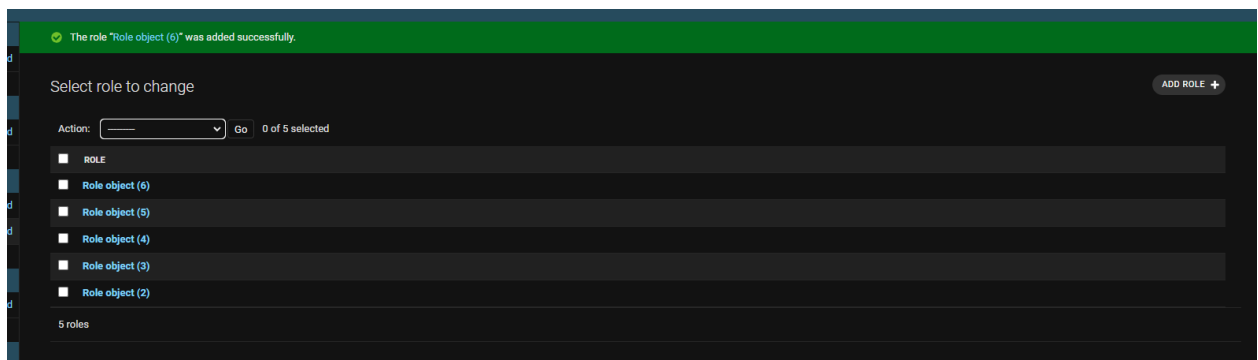 The role “Role object (6)” was added successfully.
Select role to change
ADD ROLE +
Action: --------- Go 0 of 5 selected
ROLE
Role object (6)
Role object (5)
Role object (4)
Role object (3)
Role object (2)
5 roles
d
d
d
d
d